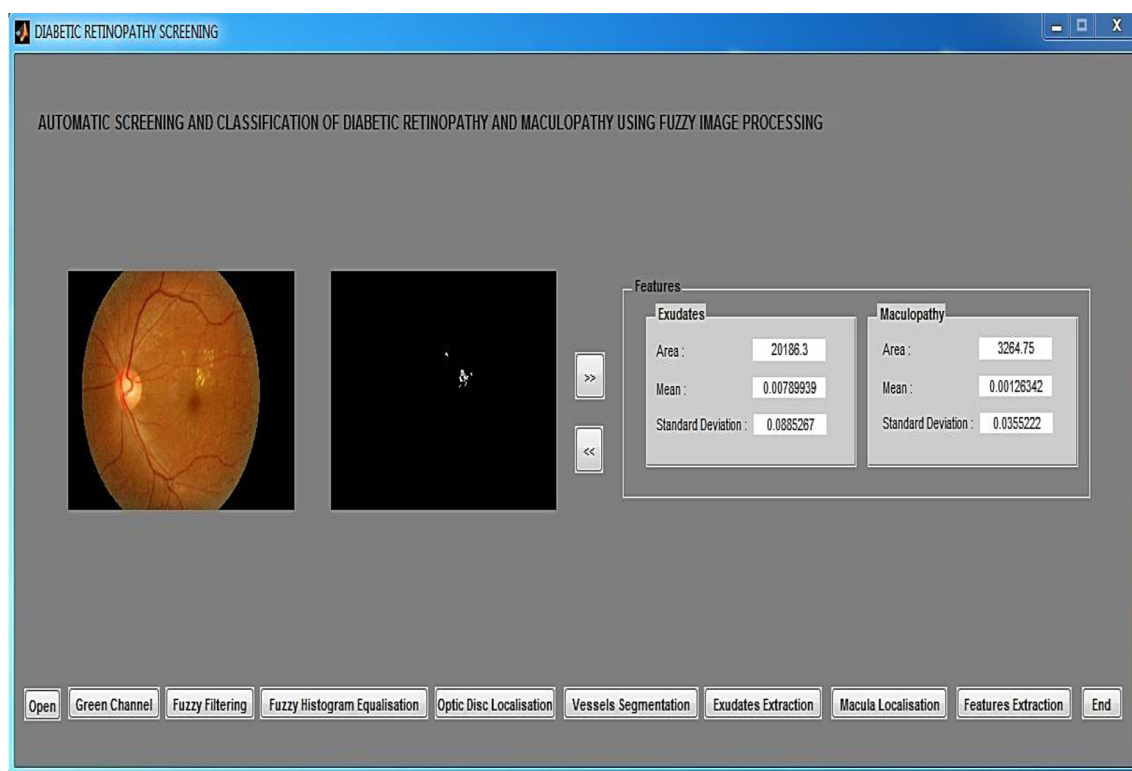 DIABETIC RETINOPATHY SCREENING
X
AUTOMATIC SCREENING AND CLASSIFICATION OF DIABETIC RETINOPATHY AND MACULOPATHY USING FUZZY IMAGE PROCESSING
Features
Exudates
Area : 20186.3
Mean : 0.00789939
Standard Deviation : 0.0885267
Maculopathy
Area : 3264.75
Mean : 0.00126342
Standard Deviation : 0.0355222
>>
<<
Open Green Channel Fuzzy Filtering Fuzzy Histogram Equalisation Optic Disc Localisation Vessels Segmentation Exudates Extraction Macula Localisation Features Extraction End